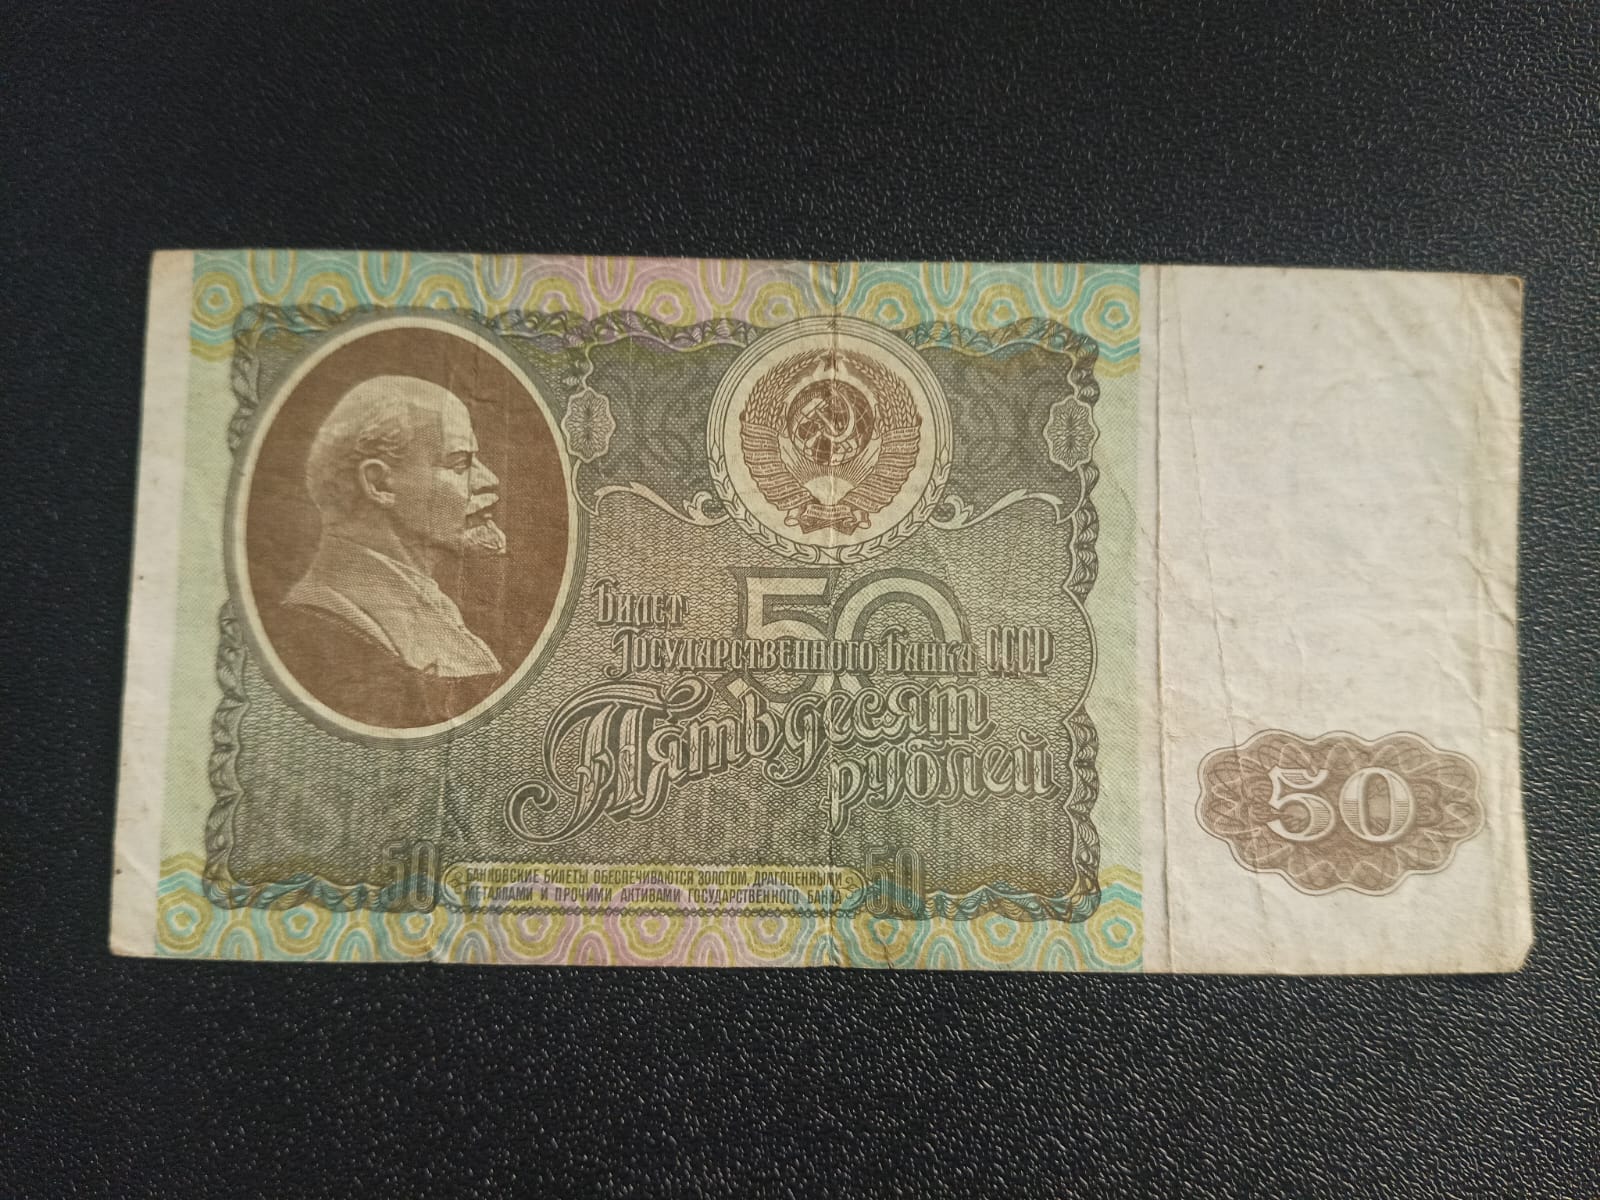 Билет
Государственного Банка СССР
50
Пятьдесят
рублей
50
50
БАНКОВСКИЕ БИЛЕТЫ ОБЕСПЕЧИВАЮТСЯ ЗОЛОТОМ, ДРАГОЦЕННЫМИ
МЕТАЛЛАМИ И ПРОЧИМИ АКТИВАМИ ГОСУДАРСТВЕННОГО БАНКА
50